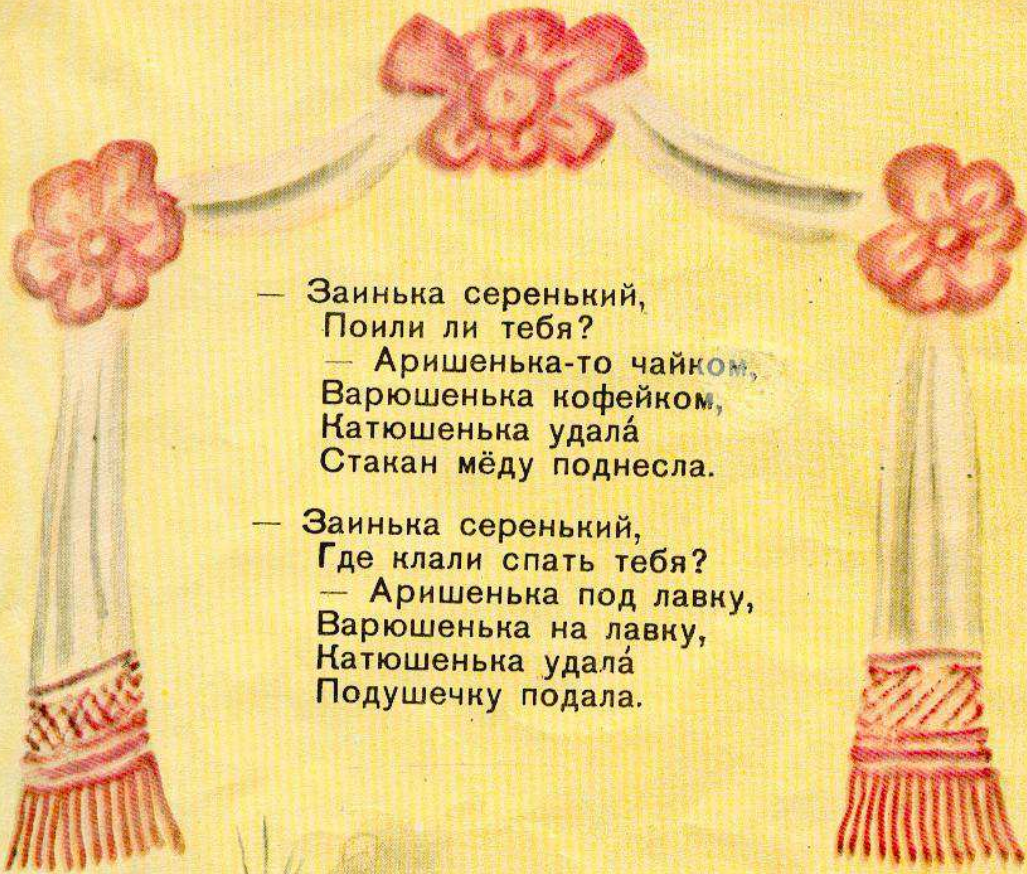 — Заинька серенький,
Поили ли тебя?
— Аришенька-то чайком,
Варюшенька кофейком,
Катюшенька удала́
Стакан мёду поднесла.
— Заинька серенький,
Где клали спать тебя?
— Аришенька под лавку,
Варюшенька на лавку,
Катюшенька удала́
Подушечку подала.